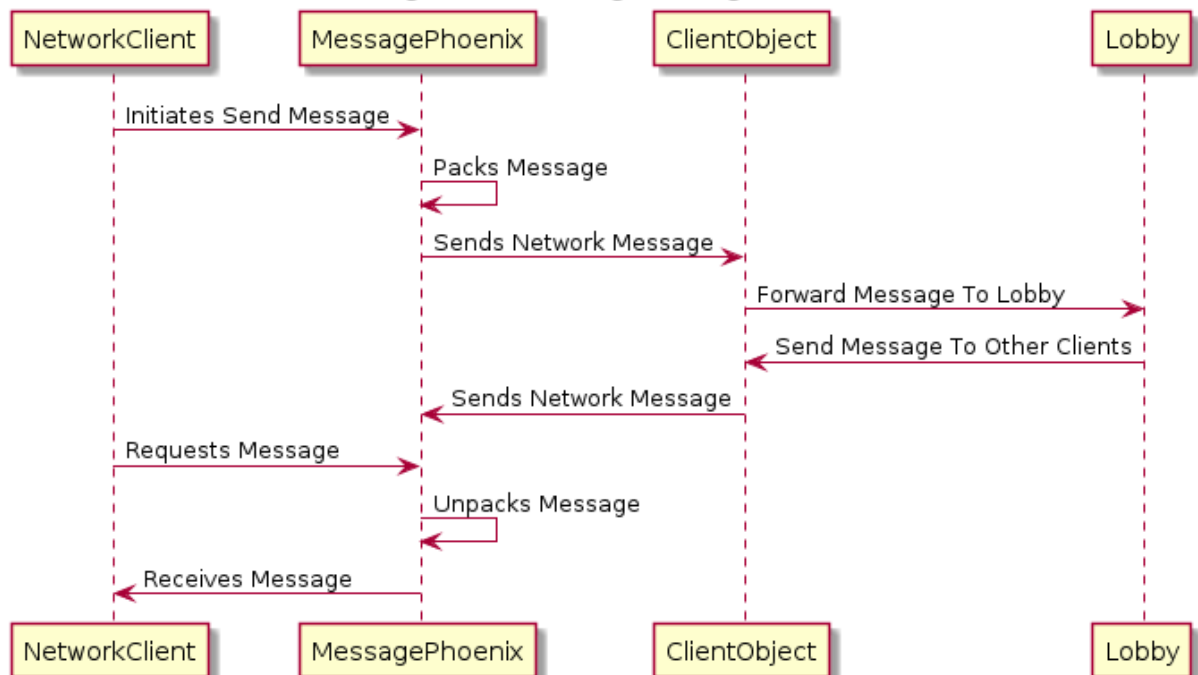 NetworkClient
MessagePhoenix
ClientObject
Lobby
Initiates Send Message
Packs Message
Sends Network Message
Forward Message To Lobby
Send Message To Other Clients
Sends Network Message
Requests Message
Unpacks Message
Receives Message
NetworkClient
MessagePhoenix
ClientObject
Lobby